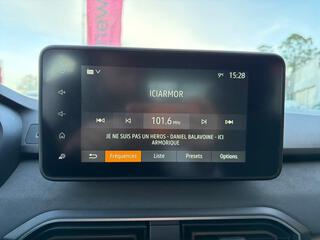 9° 15:28
ICIARMOR
101.6 MHz
JE NE SUIS PAS UN HEROS - DANIEL BALAVOINE - ICI
ARMORIQUE
Fréquences Liste Presets Options